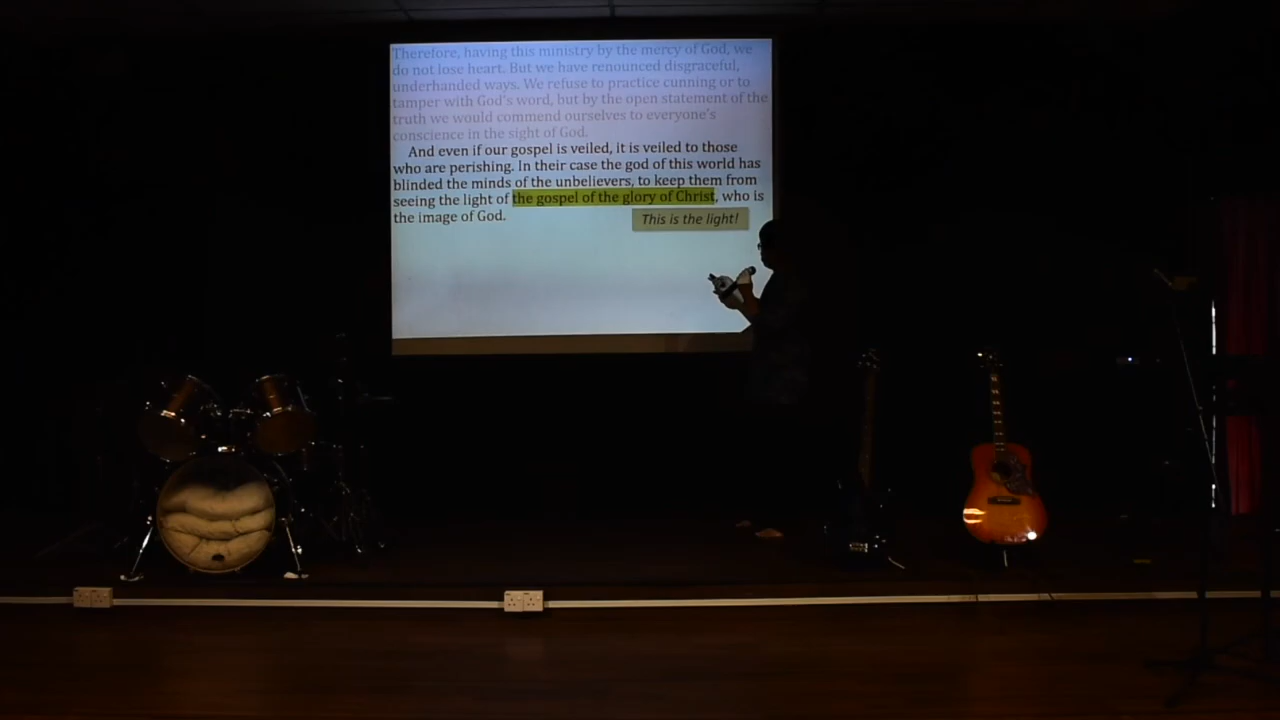 Therefore, having this ministry by the mercy of God, we
do not lose heart. But we have renounced disgraceful,
underhanded ways. We refuse to practice cunning or to
tamper with God's word, but by the open statement of the
truth we would commend ourselves to everyone's
conscience in the sight of God.
And even if our gospel is veiled, it is veiled to those
who are perishing. In their case the god of this world has
blinded the minds of the unbelievers, to keep them from
seeing the light of the gospel of the glory of Christ, who is
the image of God.
This is the light!